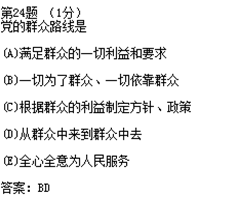 第24题 （1分）
党的群众路线是
(A)满足群众的一切利益和要求
(B)一切为了群众、一切依靠群众
(C)根据群众的利益制定方针、政策
(D)从群众中来到群众中去
(E)全心全意为人民服务
答案：BD